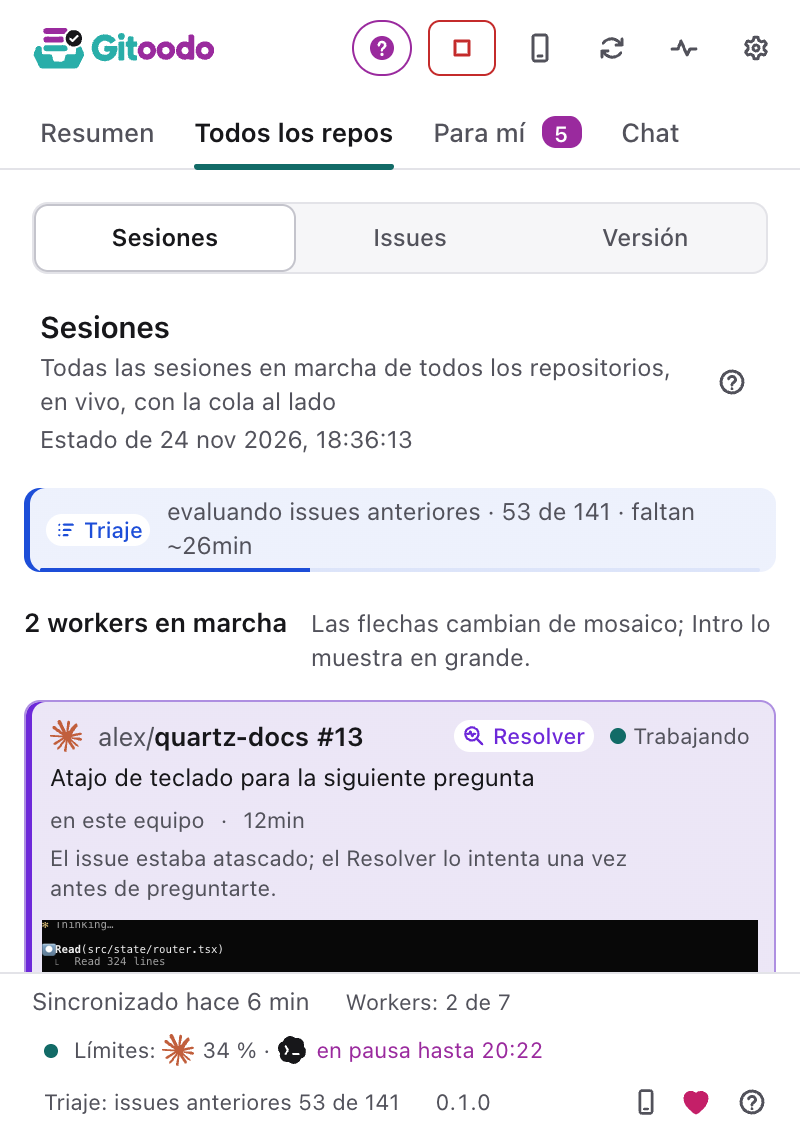 Gitoodo
Resumen
Todos los repos
Para mí 5
Chat
Sesiones
Issues
Versión
Sesiones
Todas las sesiones en marcha de todos los repositorios,
en vivo, con la cola al lado
Estado de 24 nov 2026, 18:36:13
Triaje
evaluando issues anteriores · 53 de 141 · faltan
~26min
2 workers en marcha
Las flechas cambian de mosaico; Intro lo
muestra en grande.
alex/quartz-docs #13
Resolver
Trabajando
Atajo de teclado para la siguiente pregunta
en este equipo · 12min
El issue estaba atascado; el Resolver lo intenta una vez
antes de preguntarte.
* Thinking…
Read(src/state/router.tsx)
└ Read 324 lines
Sincronizado hace 6 min
Workers: 2 de 7
Límites: 34 % · en pausa hasta 20:22
Triaje: issues anteriores 53 de 141
0.1.0